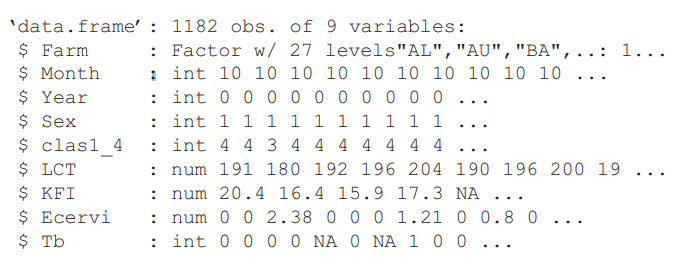 'data.frame': 1182 obs. of 9 variables:
$ Farm : Factor w/ 27 levels"AL","AU","BA",..: 1...
$ Month : int 10 10 10 10 10 10 10 10 10 10 ...
$ Year : int 0 0 0 0 0 0 0 0 0 0 ...
$ Sex : int 1 1 1 1 1 1 1 1 1 1 ...
$ clas1_4 : int 4 4 3 4 4 4 4 4 4 4 ...
$ LCT : num 191 180 192 196 204 190 196 200 19 ...
$ KFI : num 20.4 16.4 15.9 17.3 NA ...
$ Ecervi : num 0 0 2.38 0 0 0 1.21 0 0.8 0 ...
$ Tb : int 0 0 0 0 NA 0 NA 1 0 0 ...